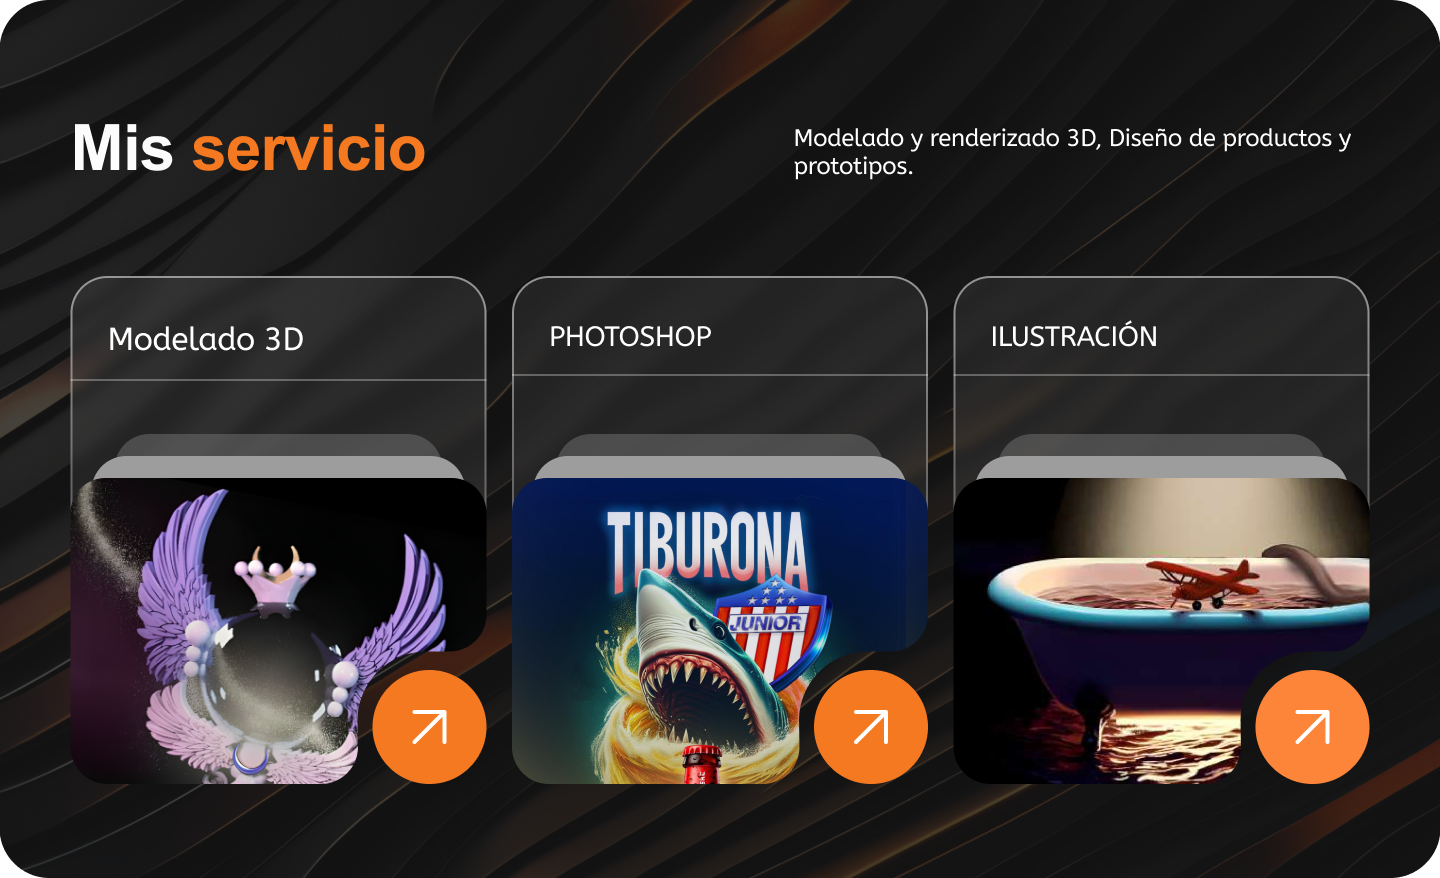 Mis servicio
Modelado y renderizado 3D, Diseño de productos y
prototipos.
Modelado 3D
PHOTOSHOP
ILUSTRACIÓN
TIBURONA
JUNIOR